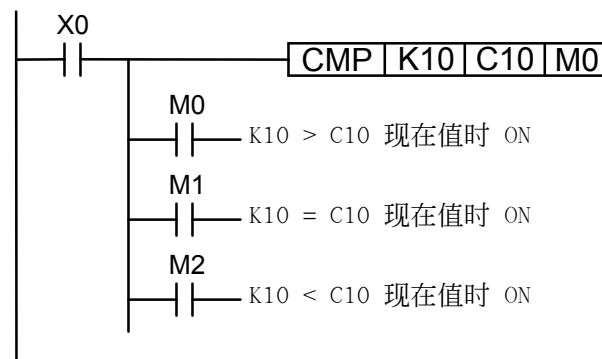 X0
CMP K10 C10 M0
M0
K10 > C10 现在值时 ON
M1
K10 = C10 现在值时 ON
M2
K10 < C10 现在值时 ON